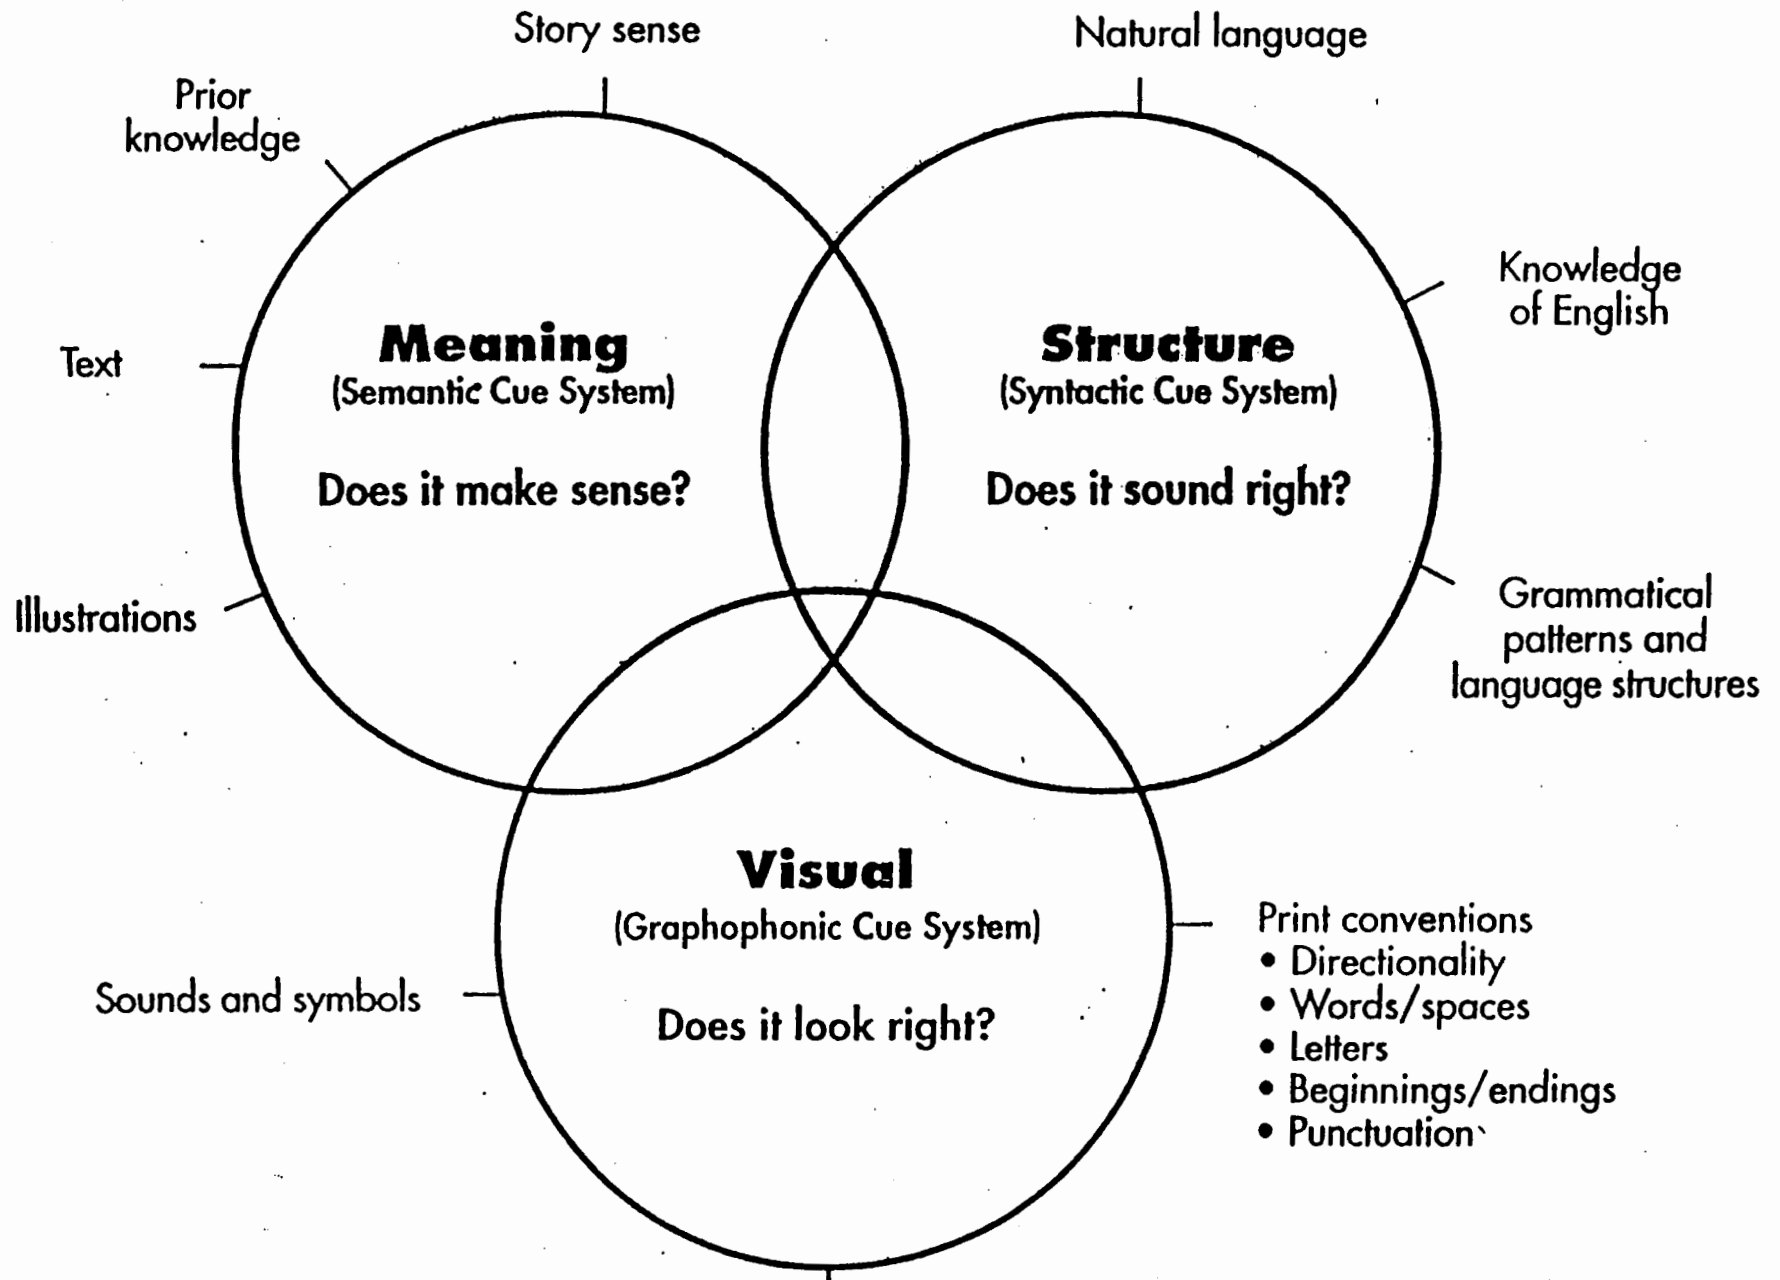 Story sense
Natural language
Prior
knowledge
Knowledge
of English
Meaning
(Semantic Cue System)
Does it make sense?
Structure
(Syntactic Cue System)
Does it sound right?
Text
Illustrations
Grammatical
patterns and
language structures
Visual
(Graphophonic Cue System)
Does it look right?
Sounds and symbols
Print conventions
• Directionality
• Words/spaces
• Letters
• Beginnings/endings
• Punctuation